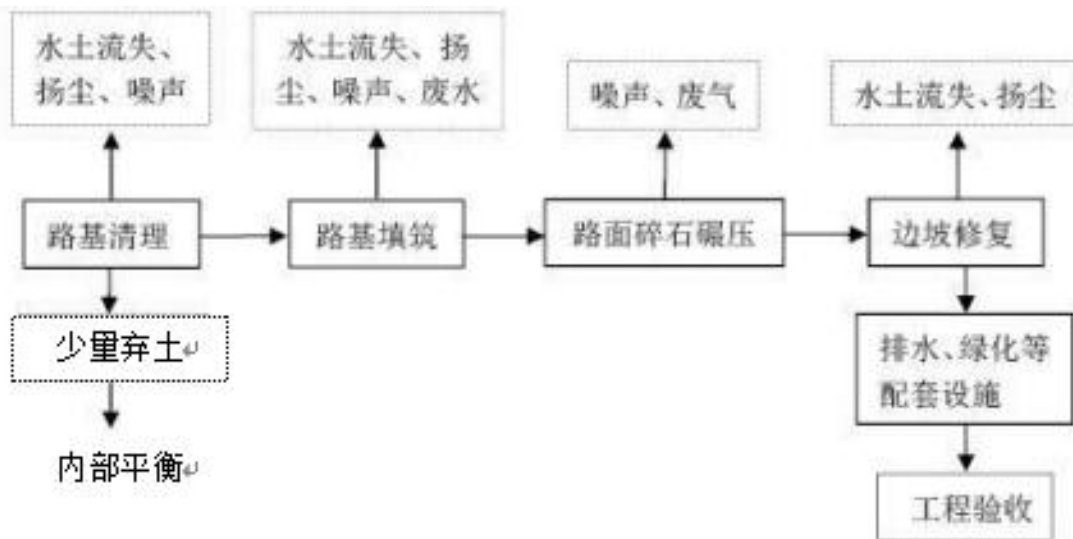 水土流失、
扬尘、噪声
水土流失、扬
尘、噪声、废水
噪声、废气
水土流失、扬尘
路基清理
路基填筑
路面碎石碾压
边坡修复
少量弃土
排水、绿化等
配套设施
内部平衡
工程验收